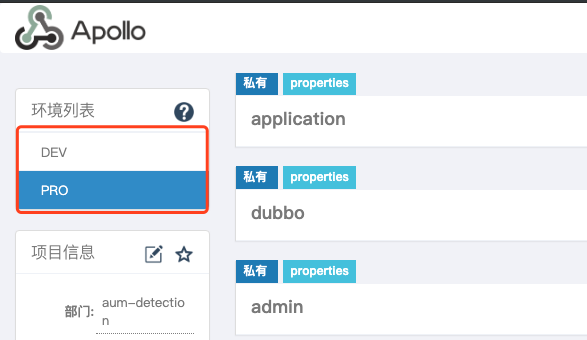 Apollo
环境列表
DEV
PRO
项目信息
部门: aum-detectio
n
私有 properties
application
私有 properties
dubbo
私有 properties
admin